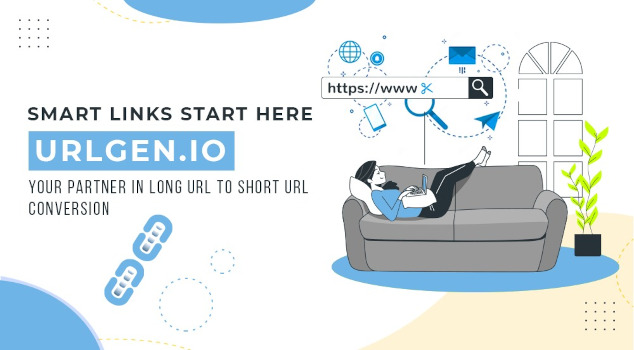 https://www
SMART LINKS START HERE
URLGEN.IO
YOUR PARTNER IN LONG URL TO SHORT URL
CONVERSION